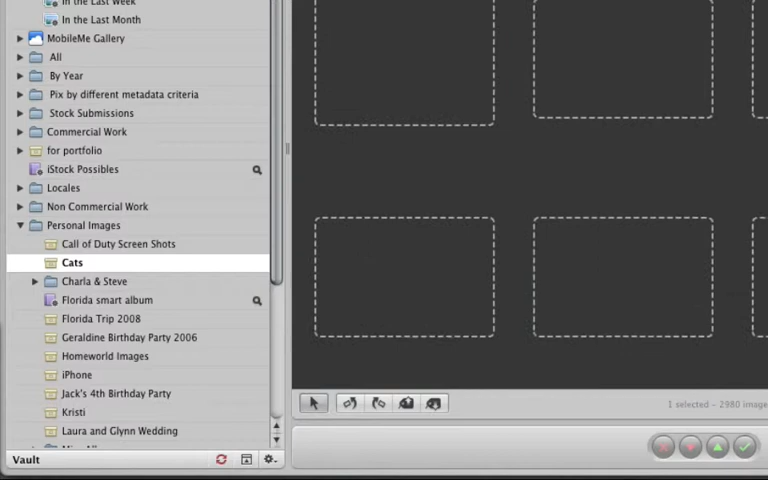 In the Last Week
In the Last Month
MobileMe Gallery
All
By Year
Pix by different metadata criteria
Stock Submissions
Commercial Work
for portfolio
iStock Possibles
Locales
Non Commercial Work
Personal Images
Call of Duty Screen Shots
Cats
Charla & Steve
Florida smart album
Florida Trip 2008
Geraldine Birthday Party 2006
Homeworld Images
iPhone
Jack's 4th Birthday Party
Kristi
Laura and Glynn Wedding
Vault
1 selected – 2980 image